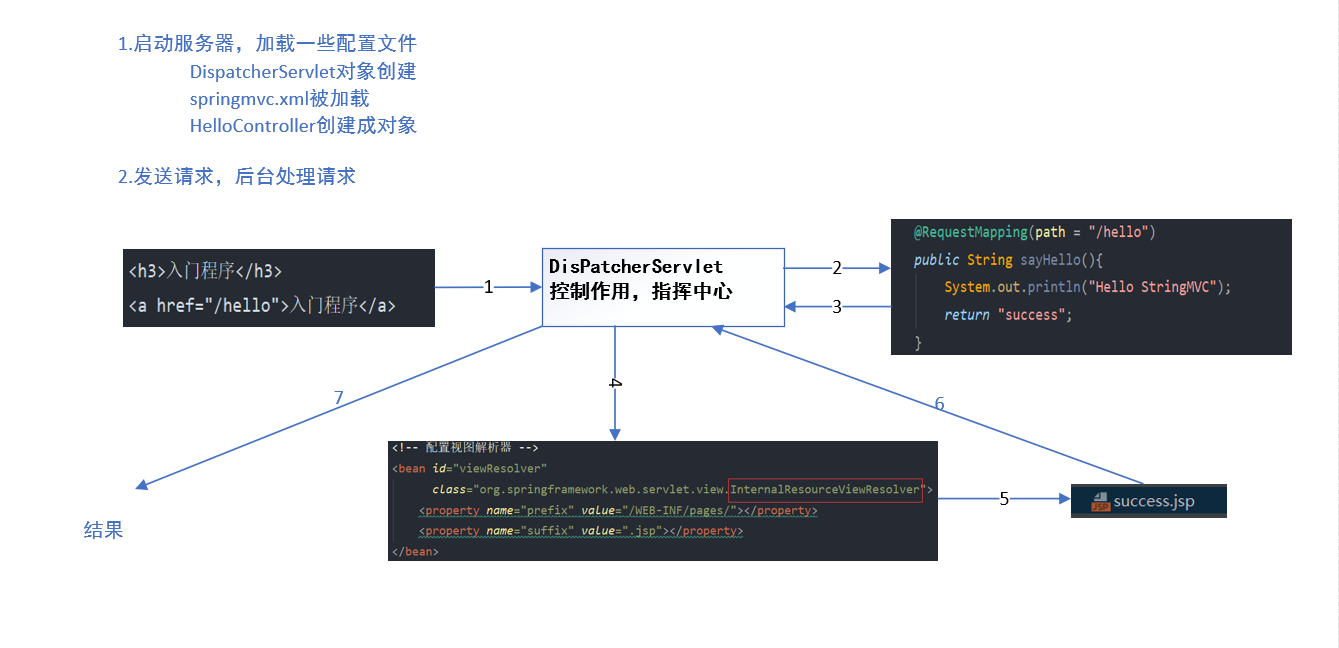 1.启动服务器，加载一些配置文件
DispatcherServlet对象创建
springmvc.xml被加载
HelloController创建成对象
2.发送请求，后台处理请求
<h3>入门程序</h3>
<a href="/hello">入门程序</a>
1
DisPatcherServlet
控制作用，指挥中心
2
3
@RequestMapping(path = "/hello")
public String sayHello(){
System.out.println("Hello StringMVC");
return "success";
}
7
4
6
<!-- 配置视图解析器 -->
<bean id="viewResolver"
class="org.springframework.web.servlet.view.InternalResourceViewResolver">
<property name="prefix" value="/WEB-INF/pages/"></property>
<property name="suffix" value=".jsp"></property>
</bean>
5
JSP success.jsp
结果